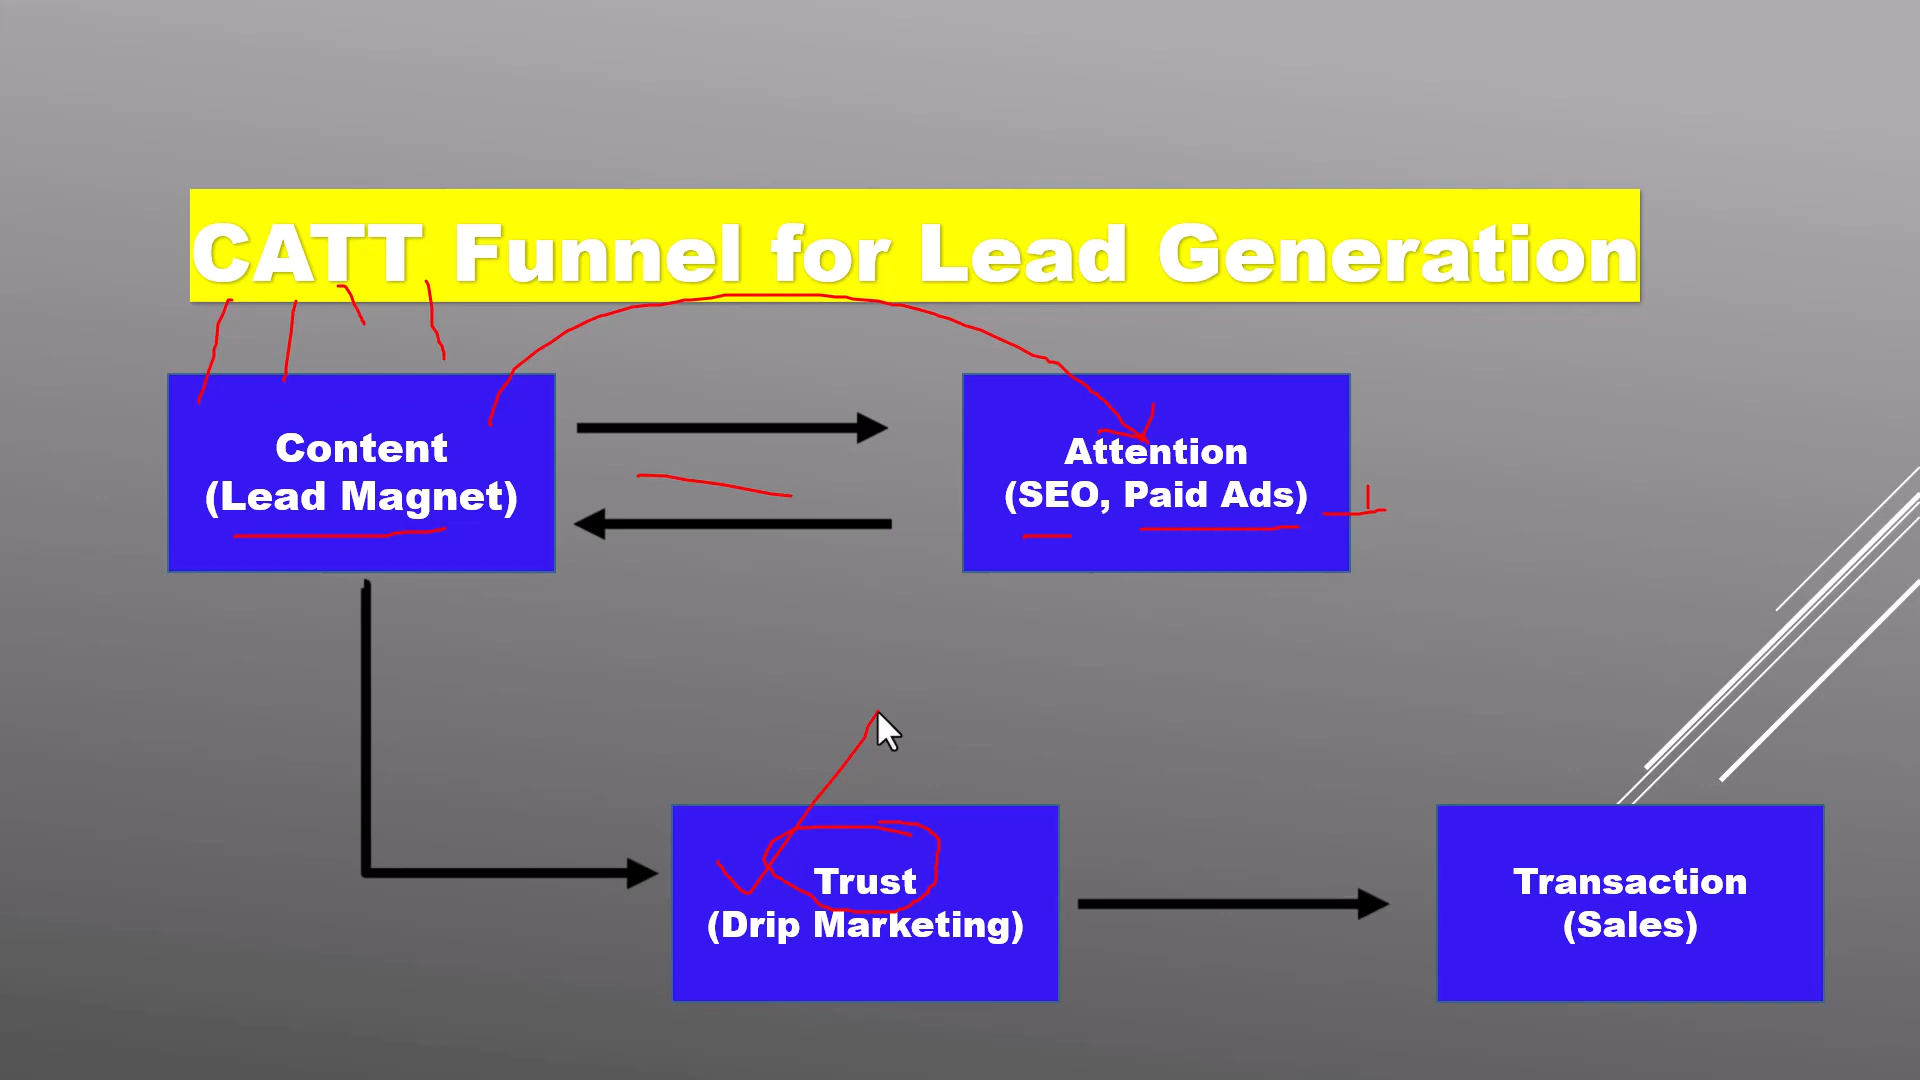 CATT Funnel for Lead Generation
Content
(Lead Magnet)
Attention
(SEO, Paid Ads)
Trust
(Drip Marketing)
Transaction
(Sales)